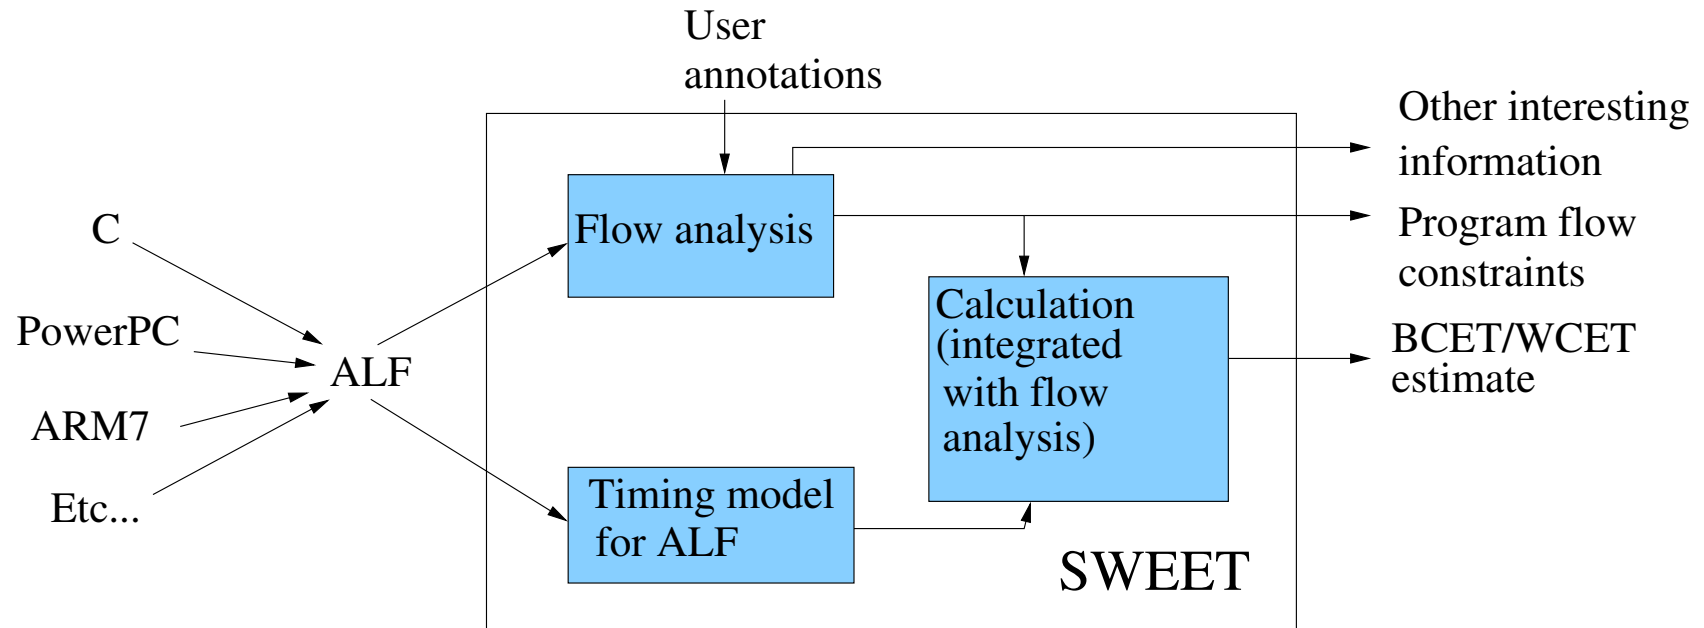 User
annotations
Other interesting
information
C
Flow analysis
Program flow
constraints
PowerPC
ALF
Calculation
(integrated
with flow
analysis)
BCET/WCET
estimate
ARM7
Etc...
Timing model
for ALF
SWEET